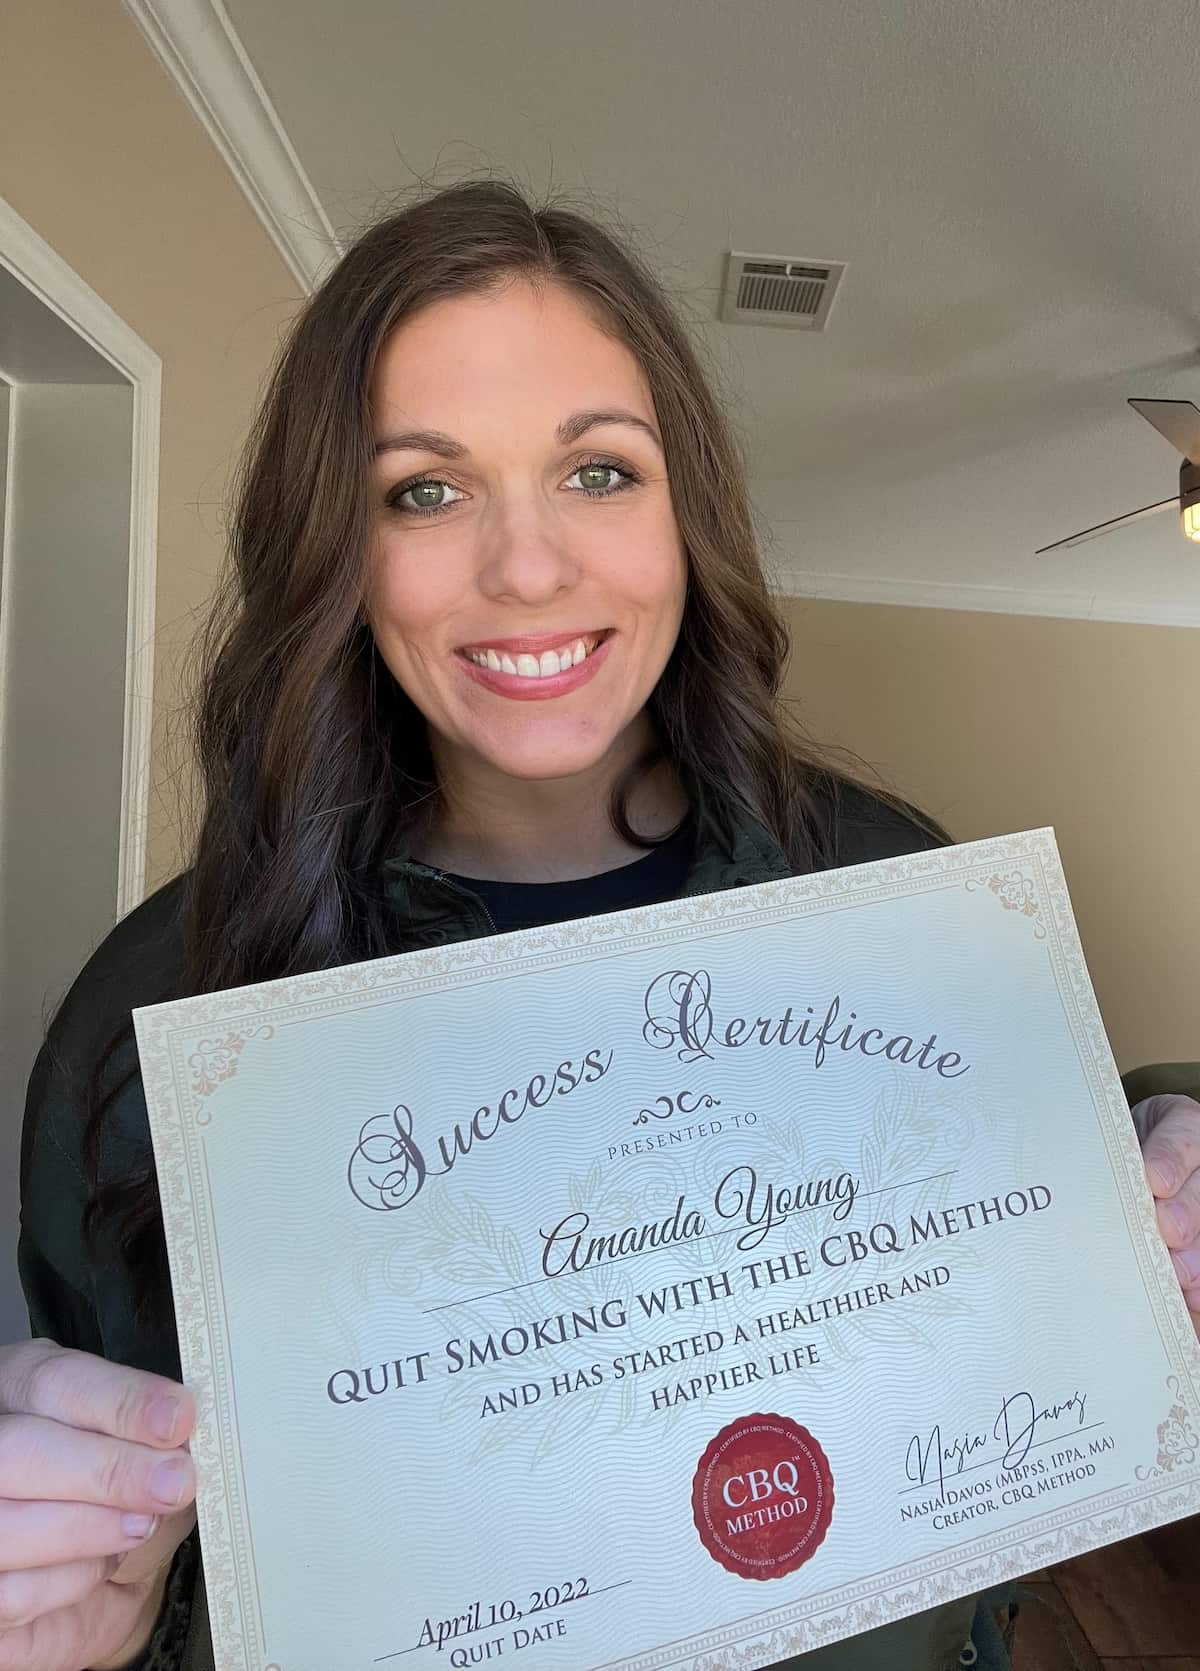 Success Certificate
PRESENTED TO
Amanda Young
QUIT SMOKING WITH THE CBQ METHOD
AND HAS STARTED A HEALTHIER AND
HAPPIER LIFE
CBQ™
METHOD
Nasia Davos
NASIA DAVOS (MBPSS, IPPA, MA)
CREATOR, CBQ METHOD
April 10, 2022
QUIT DATE